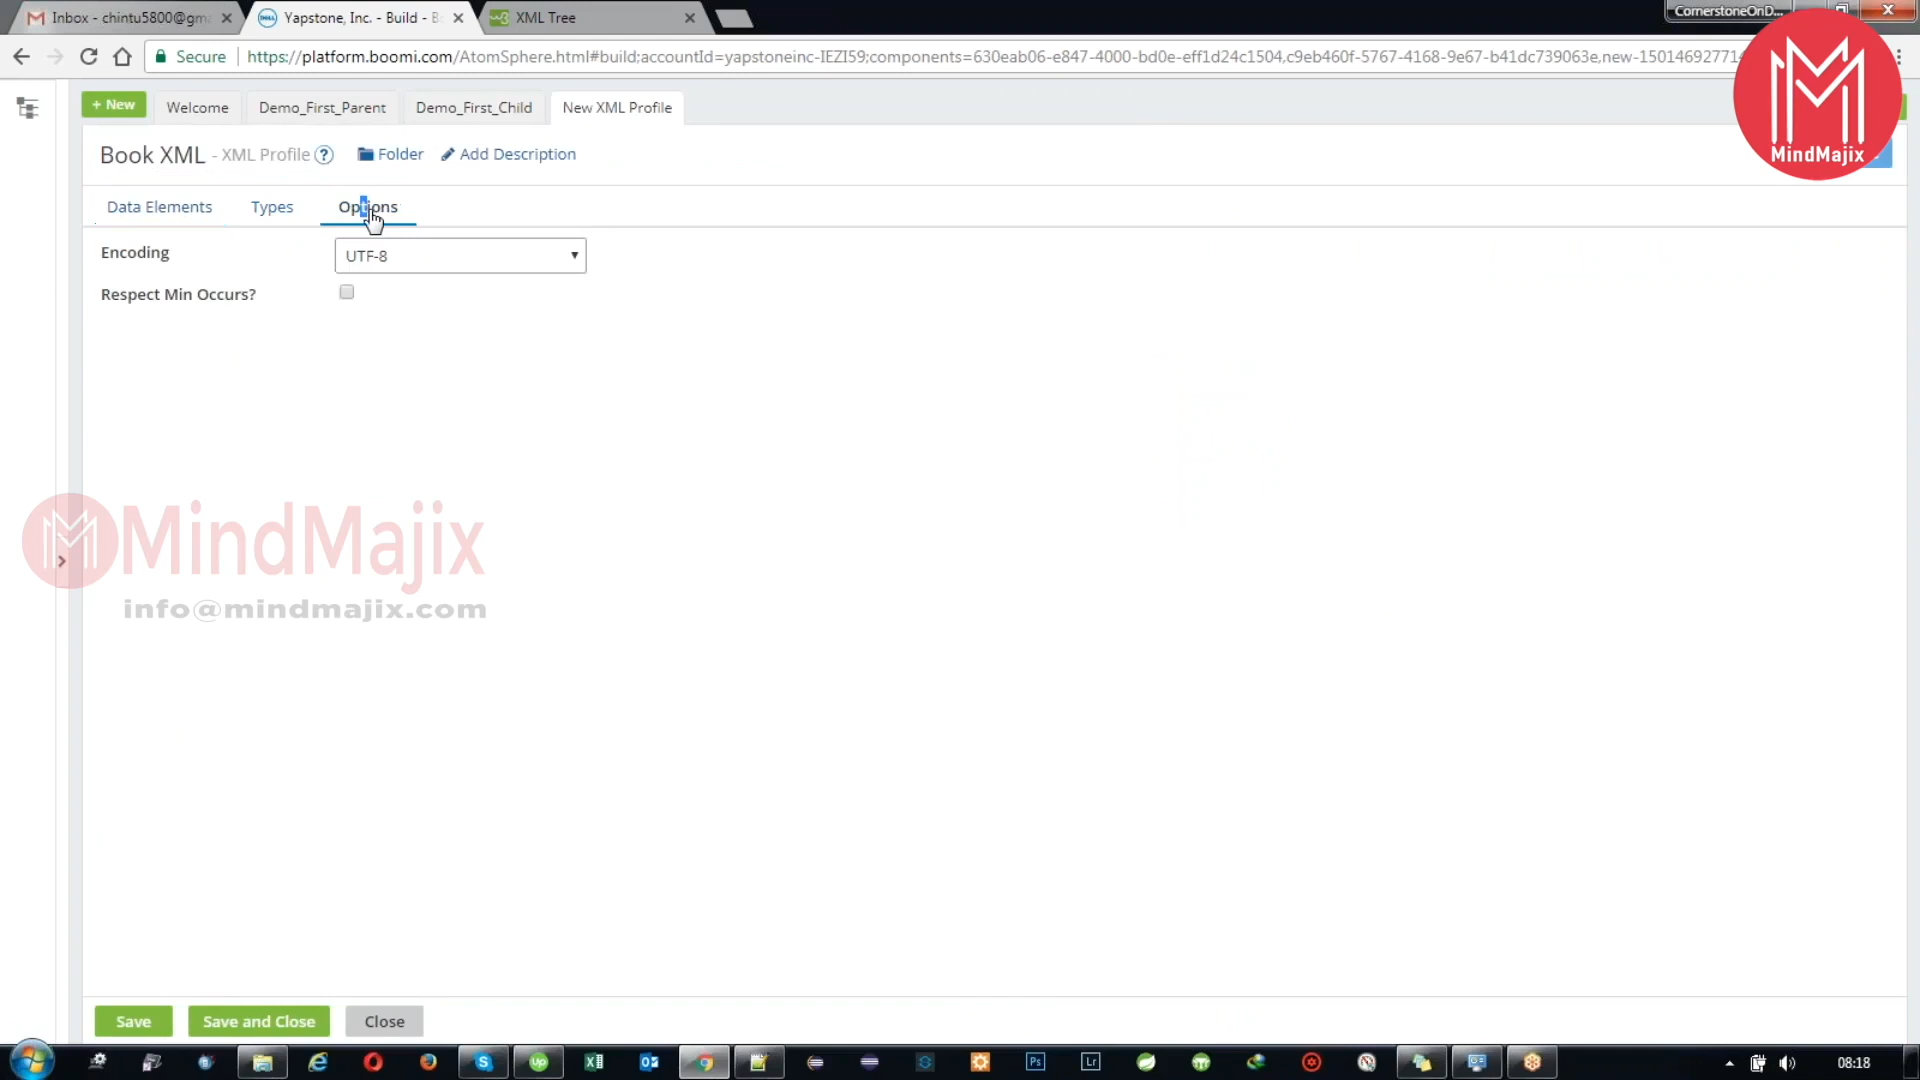 Inbox - chintu5800@gm
Yapstone, Inc. - Build - B
XML Tree
CornerstoneOnD...
Secure
https://platform.boomi.com/AtomSphere.html#build;accountId=yapstoneinc-IEZI59;components=630eab06-e847-4000-bd0e-eff1d24c1504,c9eb460f-5767-4168-9e67-b41dc739063e,new-1501469277
+ New
Welcome
Demo_First_Parent
Demo_First_Child
New XML Profile
MindMajix
Book XML - XML Profile ?
Folder
Add Description
Data Elements
Types
Options
Encoding
UTF-8
Respect Min Occurs?
MindMajix
info@mindmajix.com
Save
Save and Close
Close
Ps
Lr
08:18